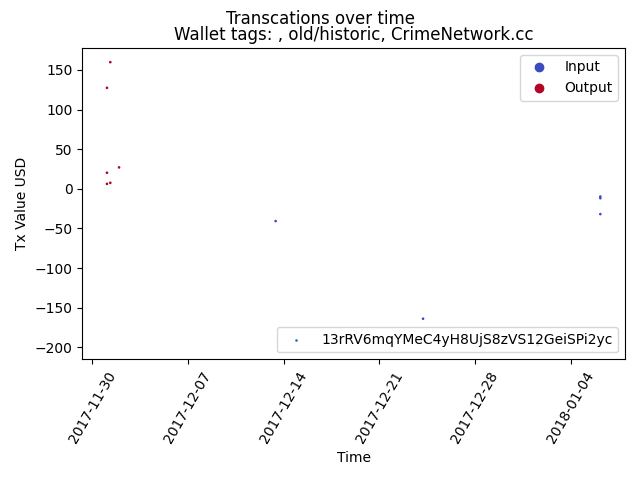 Transcations over time
Wallet tags: , old/historic, CrimeNetwork.cc
Tx Value USD
150
100
50
0
−50
−100
−150
−200
Input
Output
13rRV6mqYMeC4yH8UjS8zVS12GeiSPi2yc
2017-11-30
2017-12-07
2017-12-14
2017-12-21
2017-12-28
2018-01-04
Time